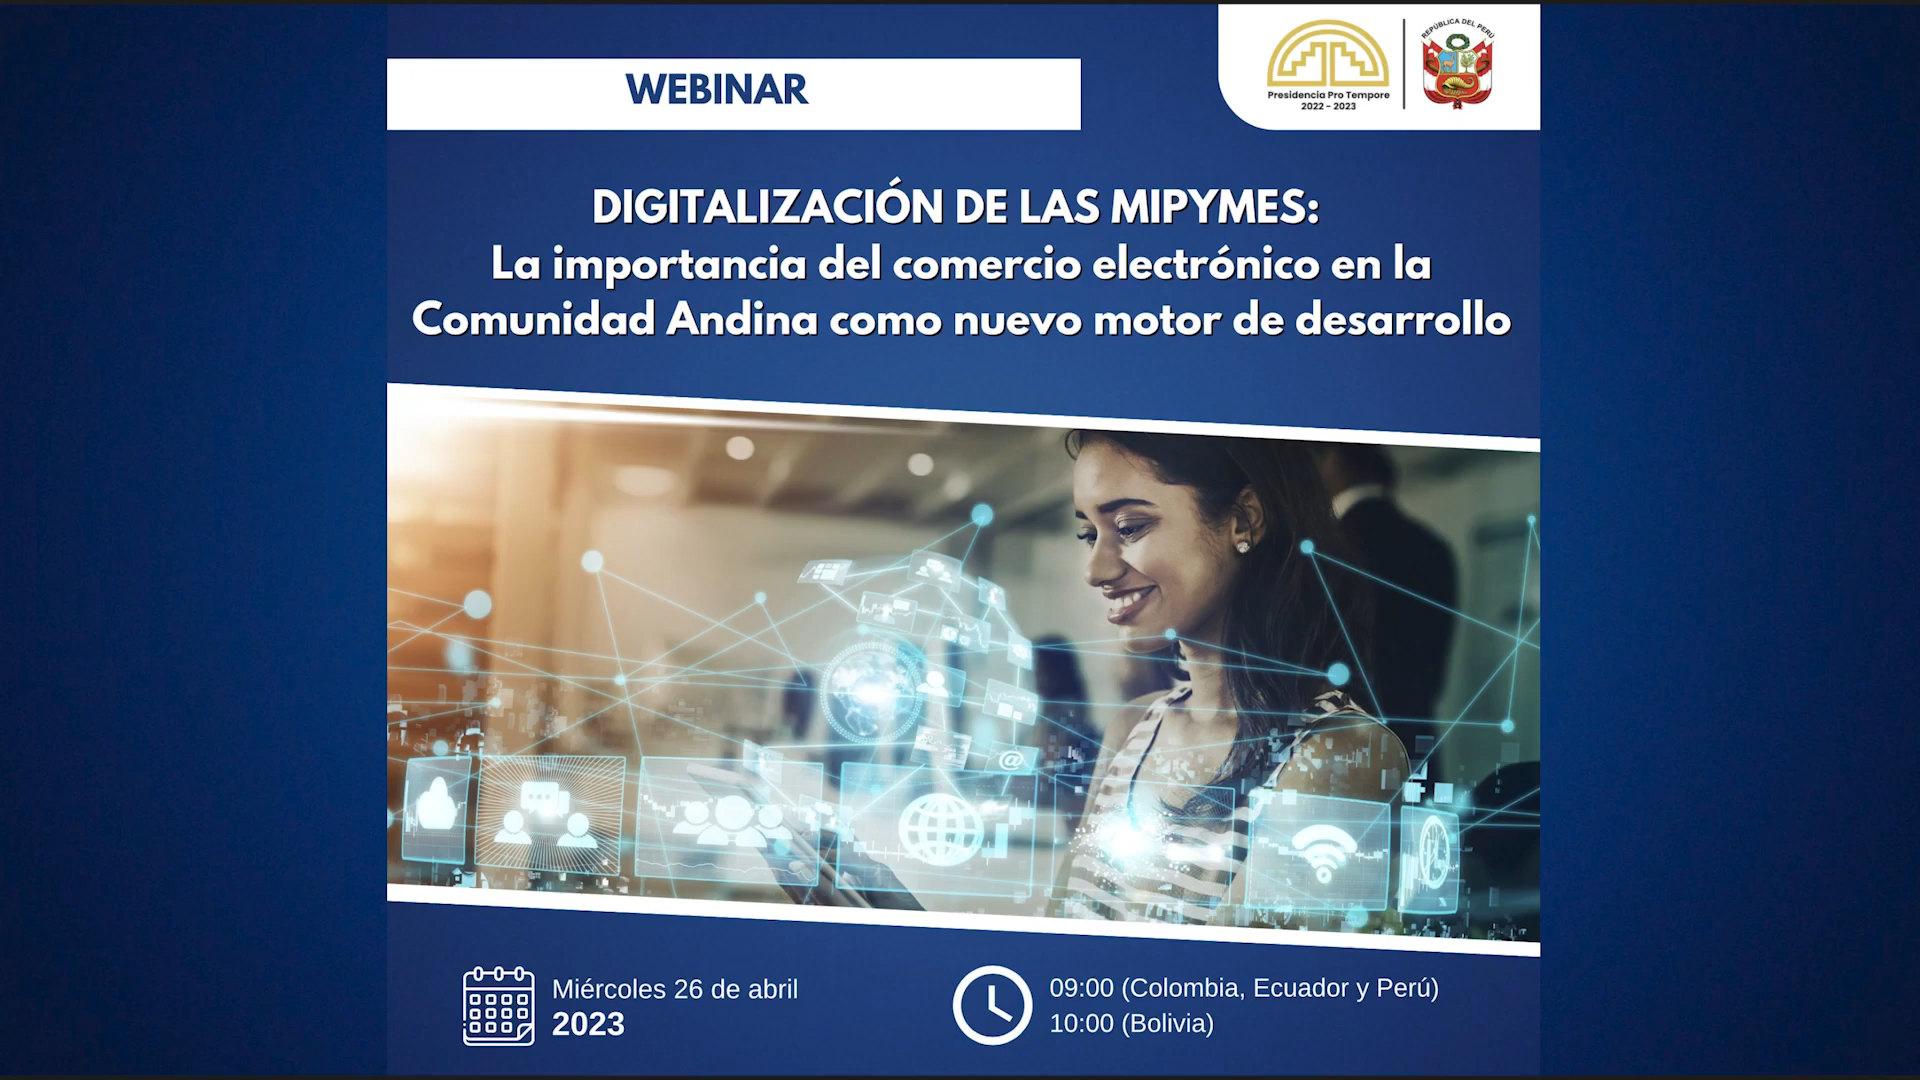 WEBINAR
Presidencia Pro Tempore
2022 - 2023
REPÚBLICA DEL PERÚ
DIGITALIZACIÓN DE LAS MIPYMES:
La importancia del comercio electrónico en la
Comunidad Andina como nuevo motor de desarrollo
@
Miércoles 26 de abril
2023
09:00 (Colombia, Ecuador y Perú)
10:00 (Bolivia)